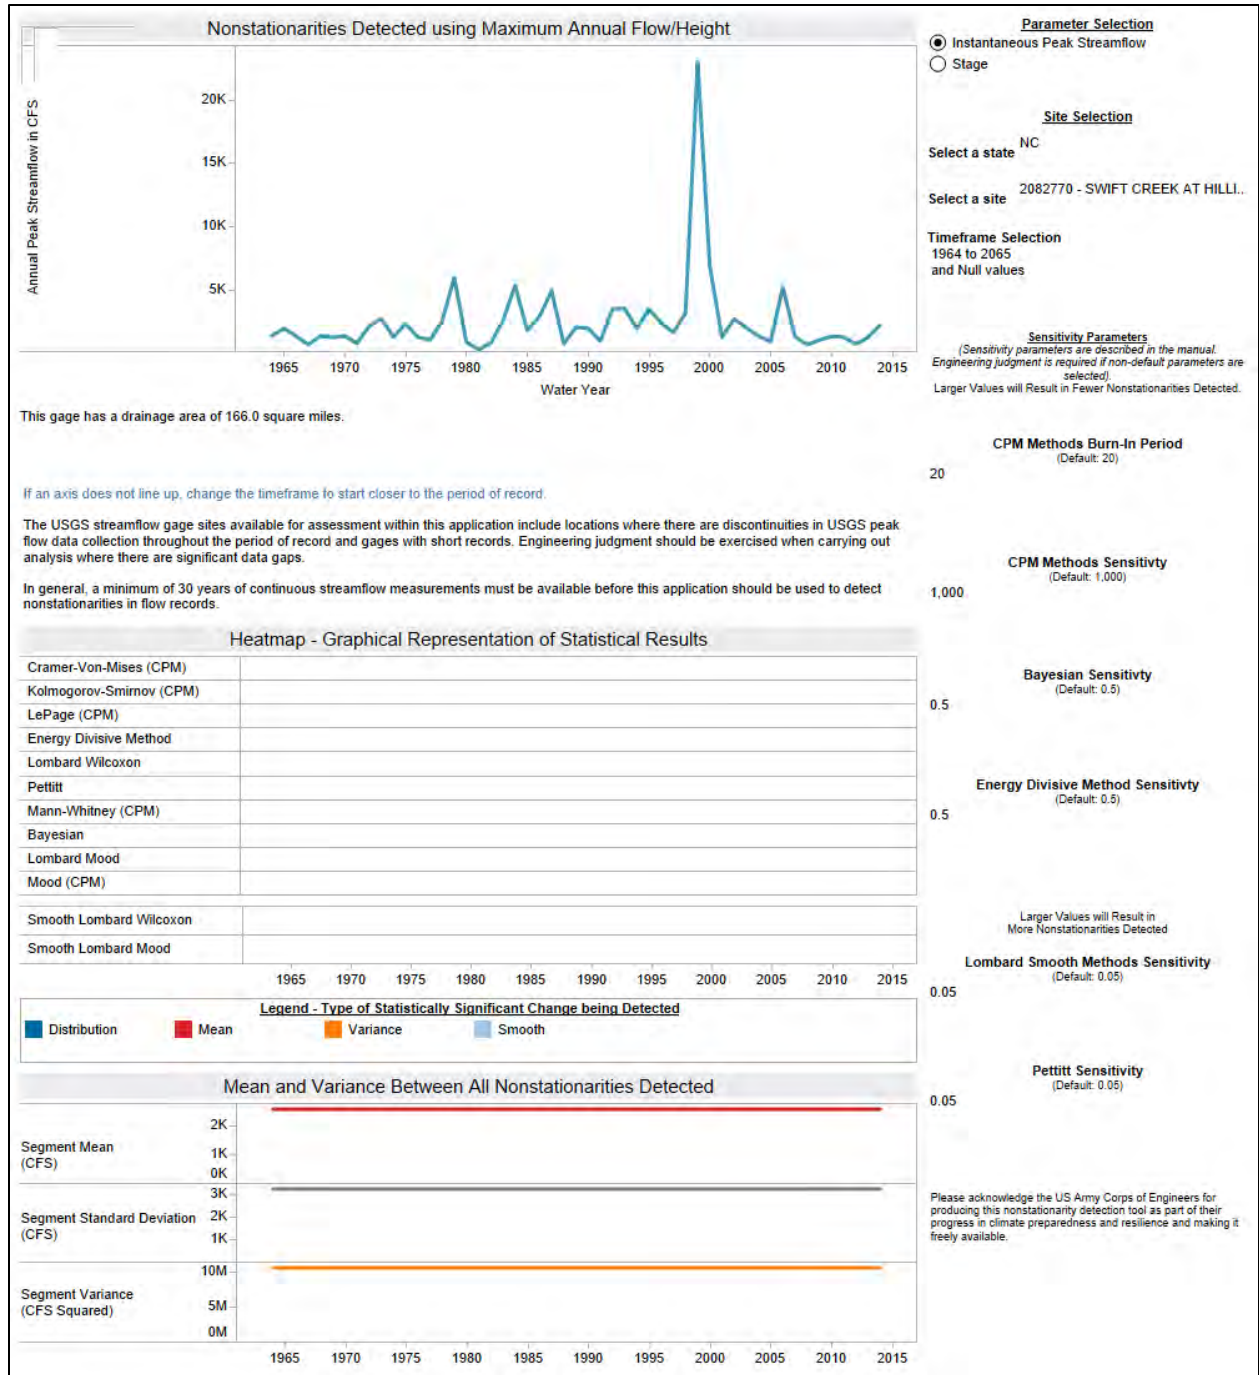 Nonstationarities Detected using Maximum Annual Flow/Height
Annual Peak Streamflow in CFS
20K
15K
10K
5K
1965 1970 1975 1980 1985 1990 1995 2000 2005 2010 2015
Water Year
This gage has a drainage area of 166.0 square miles.
If an axis does not line up, change the timeframe to start closer to the period of record.
The USGS streamflow gage sites available for assessment within this application include locations where there are discontinuities in USGS peak
flow data collection throughout the period of record and gages with short records. Engineering judgment should be exercised when carrying out
analysis where there are significant data gaps.
In general, a minimum of 30 years of continuous streamflow measurements must be available before this application should be used to detect
nonstationarities in flow records.
Heatmap - Graphical Representation of Statistical Results
Cramer-Von-Mises (CPM)
Kolmogorov-Smirnov (CPM)
LePage (CPM)
Energy Divisive Method
Lombard Wilcoxon
Pettitt
Mann-Whitney (CPM)
Bayesian
Lombard Mood
Mood (CPM)
Smooth Lombard Wilcoxon
Smooth Lombard Mood
1965 1970 1975 1980 1985 1990 1995 2000 2005 2010 2015
Legend - Type of Statistically Significant Change being Detected
Distribution Mean Variance Smooth
Mean and Variance Between All Nonstationarities Detected
Segment Mean
(CFS)
2K
1K
0K
Segment Standard Deviation
(CFS)
3K
2K
1K
Segment Variance
(CFS Squared)
10M
5M
0M
1965 1970 1975 1980 1985 1990 1995 2000 2005 2010 2015
Parameter Selection
Instantaneous Peak Streamflow
Stage
Site Selection
Select a state NC
Select a site 2082770 - SWIFT CREEK AT HILLI..
Timeframe Selection
1964 to 2065
and Null values
Sensitivity Parameters
(Sensitivity parameters are described in the manual.
Engineering judgment is required if non-default parameters are
selected).
Larger Values will Result in Fewer Nonstationarities Detected.
CPM Methods Burn-In Period
(Default: 20)
20
CPM Methods Sensitivty
(Default: 1,000)
1,000
Bayesian Sensitivty
(Default: 0.5)
0.5
Energy Divisive Method Sensitivty
(Default: 0.5)
0.5
Larger Values will Result in
More Nonstationarities Detected
Lombard Smooth Methods Sensitivity
(Default: 0.05)
0.05
Pettitt Sensitivity
(Default: 0.05)
0.05
Please acknowledge the US Army Corps of Engineers for
producing this nonstationarity detection tool as part of their
progress in climate preparedness and resilience and making it
freely available.